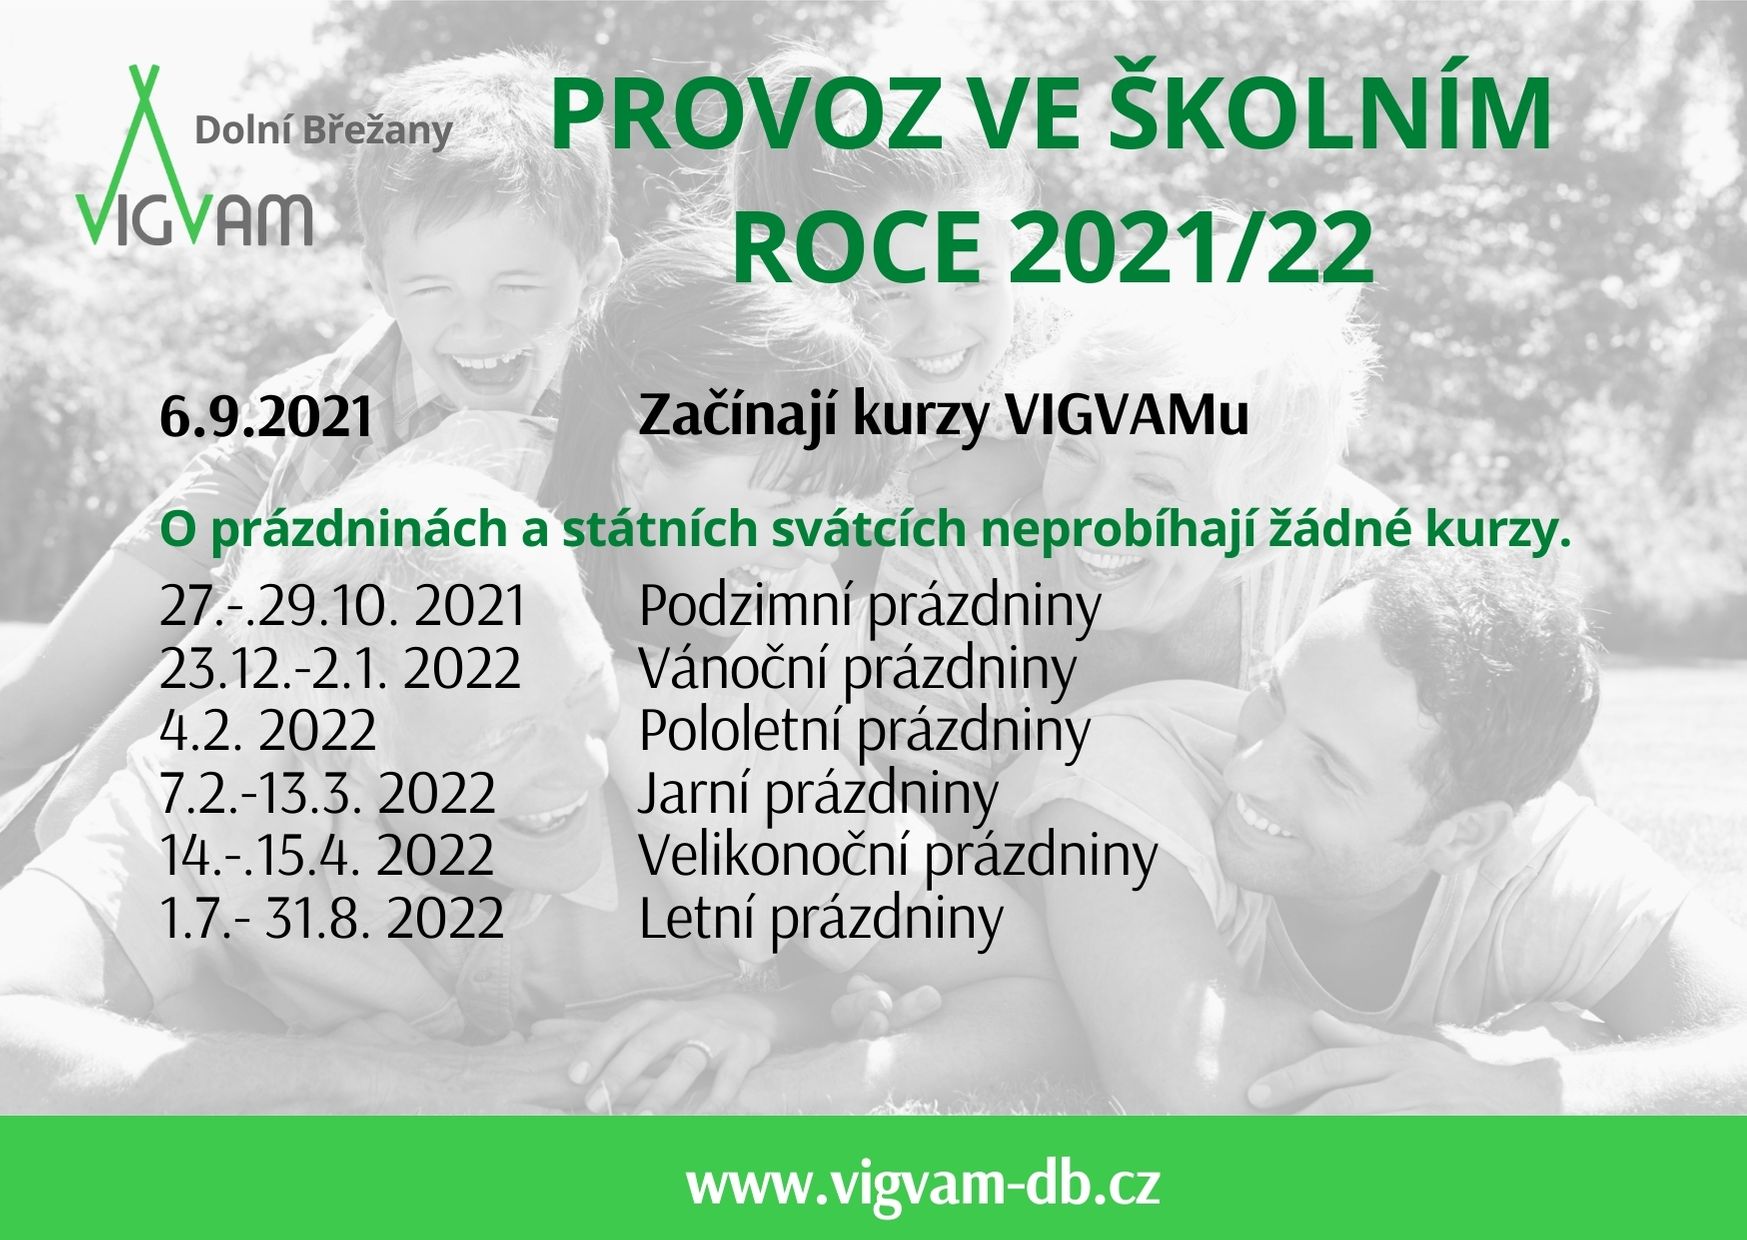 Dolní Břežany
VIGVAM
PROVOZ VE ŠKOLNÍM
ROCE 2021/22
6.9.2021 Začínají kurzy VIGVAMu
O prázdninách a státních svátcích neprobíhají žádné kurzy.
27.-.29.10. 2021 Podzimní prázdniny
23.12.-2.1. 2022 Vánoční prázdniny
4.2. 2022 Pololetní prázdniny
7.2.-13.3. 2022 Jarní prázdniny
14.-.15.4. 2022 Velikonoční prázdniny
1.7.- 31.8. 2022 Letní prázdniny
www.vigvam-db.cz